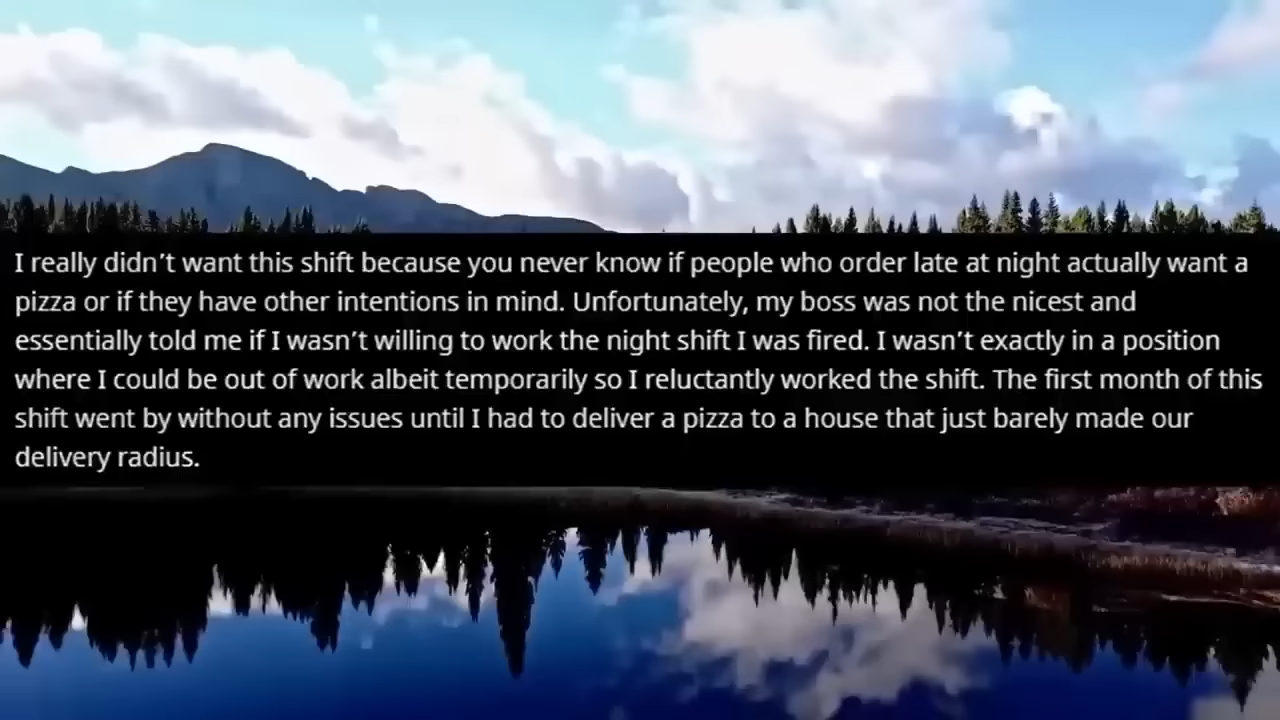 I really didn’t want this shift because you never know if people who order late at night actually want a
pizza or if they have other intentions in mind. Unfortunately, my boss was not the nicest and
essentially told me if I wasn’t willing to work the night shift I was fired. I wasn’t exactly in a position
where I could be out of work albeit temporarily so I reluctantly worked the shift. The first month of this
shift went by without any issues until I had to deliver a pizza to a house that just barely made our
delivery radius.